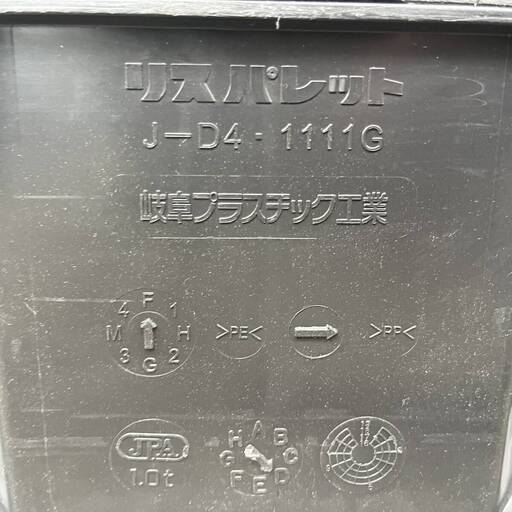 リスパレット
J-D4-1111G
岐阜プラスチック工業
4 F 1
M H
3 G 2
>PE<
>PP<
JPA
1.0t
A B C D E F G H